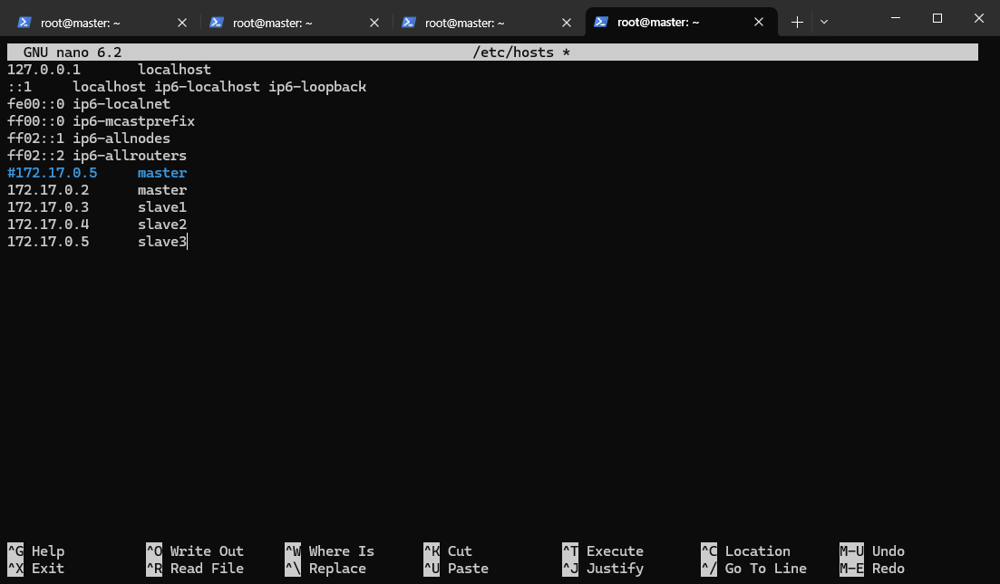 root@master: ~ root@master: ~ root@master: ~ root@master: ~
GNU nano 6.2 /etc/hosts *
127.0.0.1 localhost
::1 localhost ip6-localhost ip6-loopback
fe00::0 ip6-localnet
ff00::0 ip6-mcastprefix
ff02::1 ip6-allnodes
ff02::2 ip6-allrouters
#172.17.0.5 master
172.17.0.2 master
172.17.0.3 slave1
172.17.0.4 slave2
172.17.0.5 slave3
^G Help ^O Write Out ^W Where Is ^K Cut ^T Execute ^C Location M-U Undo
^X Exit ^R Read File ^\ Replace ^U Paste ^J Justify ^/ Go To Line M-E Redo